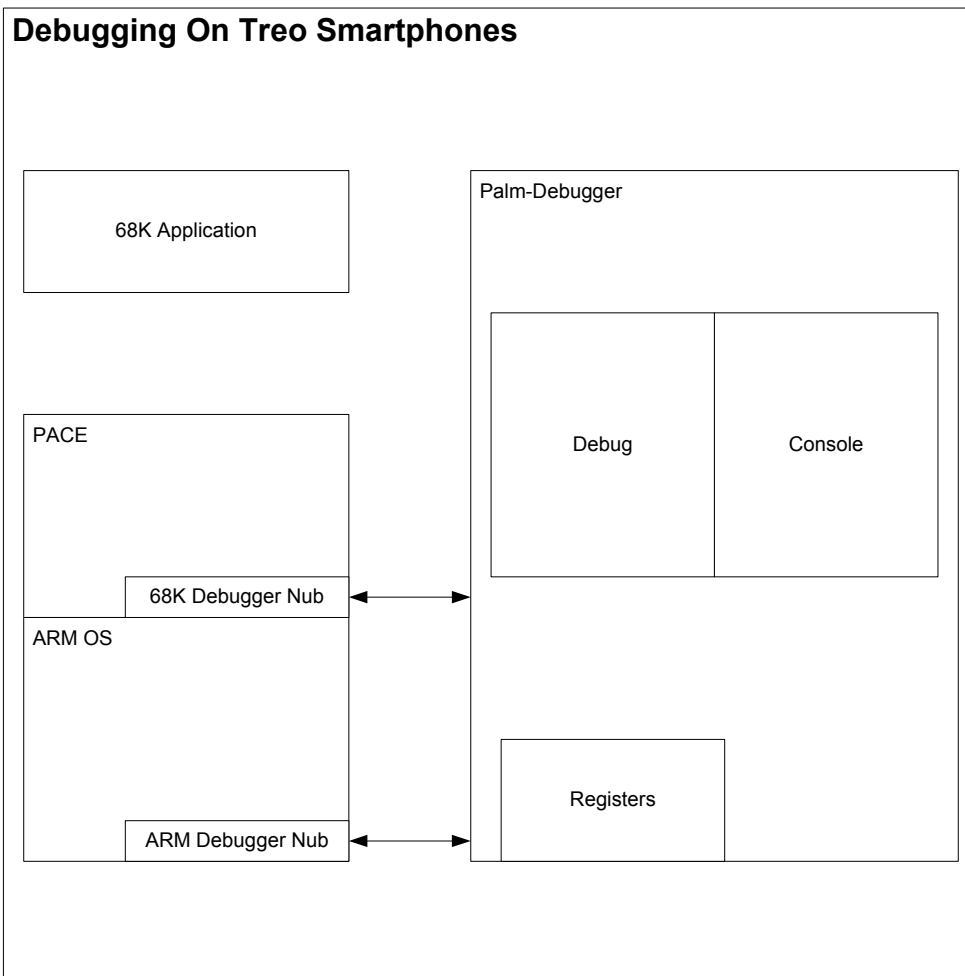 Debugging On Treo Smartphones
68K Application
Palm-Debugger
Debug
Console
PACE
68K Debugger Nub
ARM OS
Registers
ARM Debugger Nub